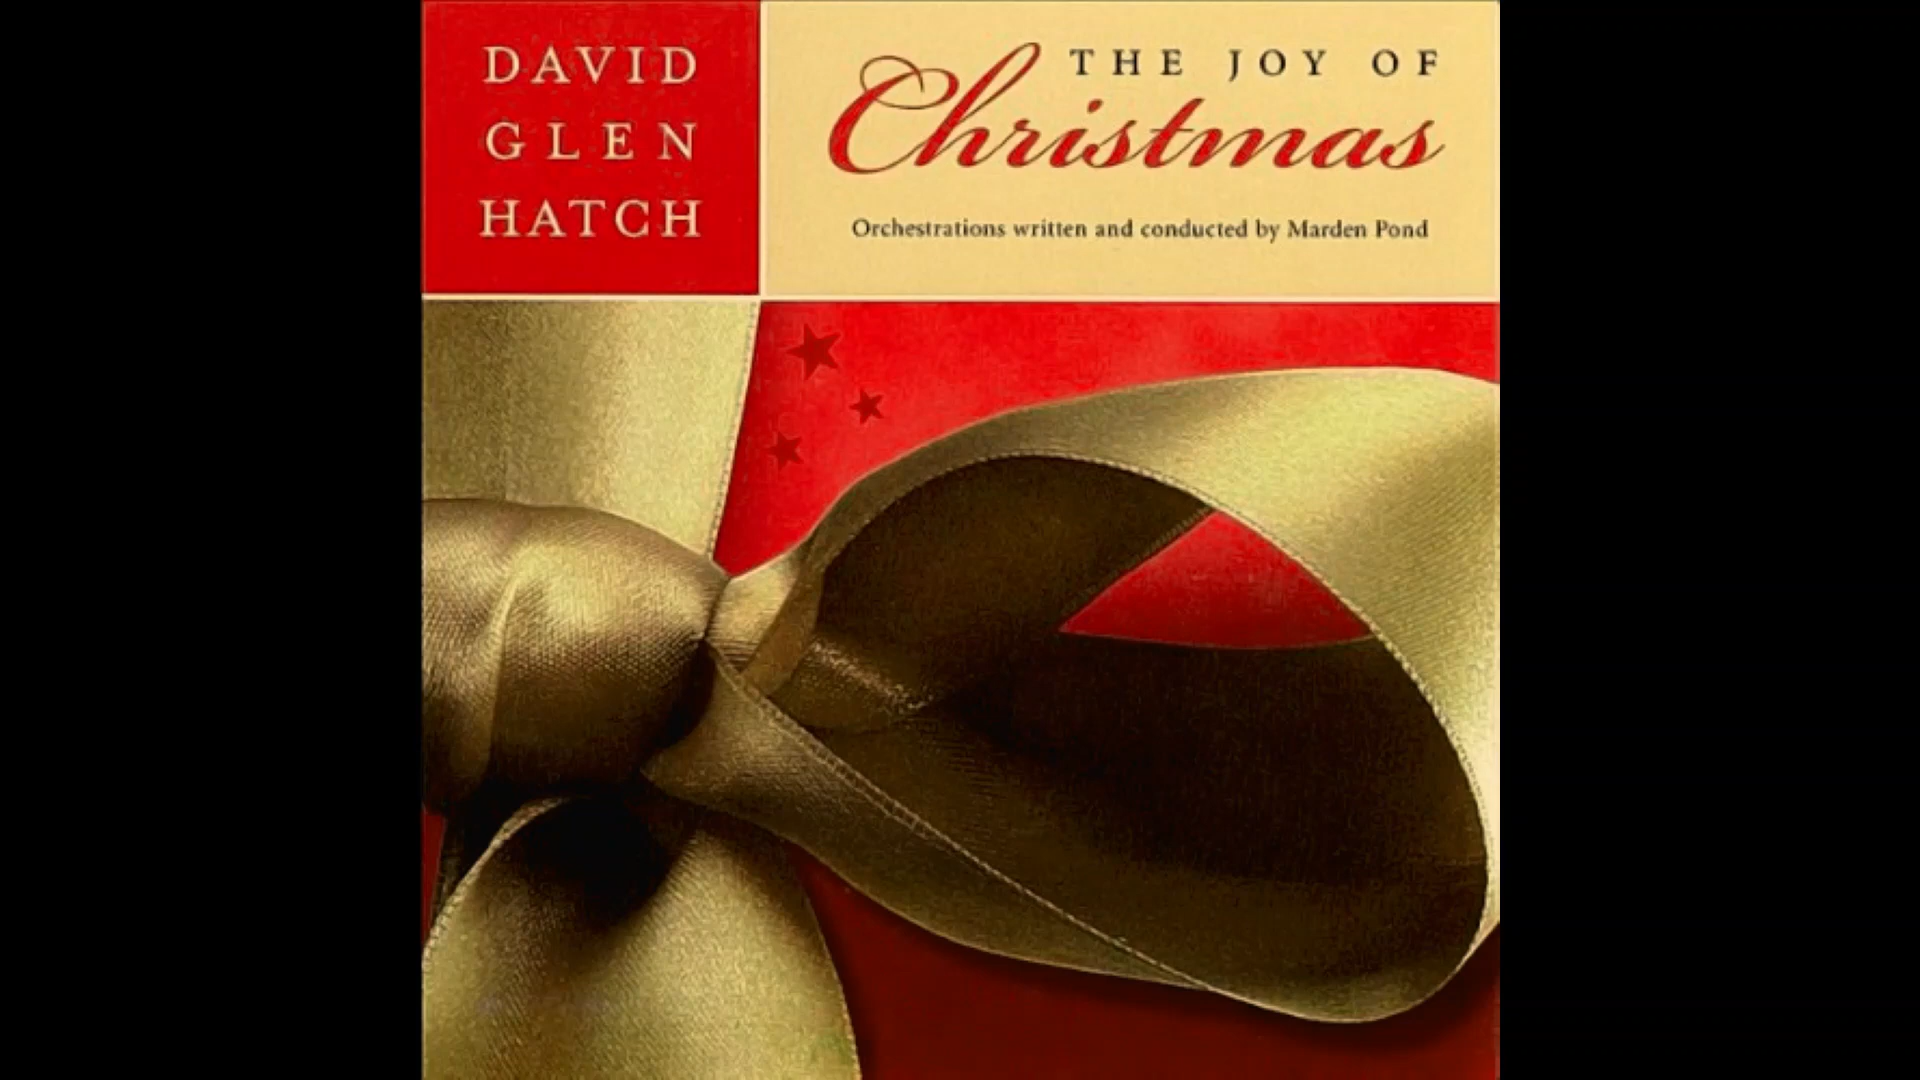 DAVID
GLEN
HATCH
THE JOY OF
Christmas
Orchestrations written and conducted by Marden Pond